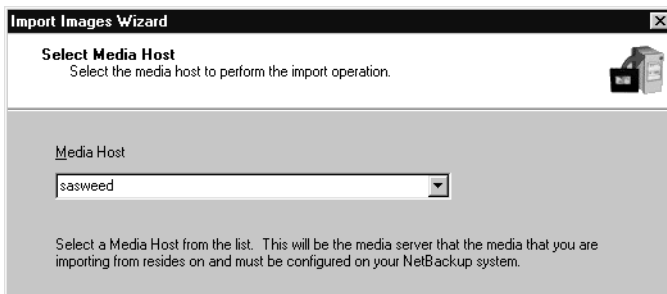 Import Images Wizard
Select Media Host
Select the media host to perform the import operation.
Media Host
sasweed
Select a Media Host from the list. This will be the media server that the media that you are
importing from resides on and must be configured on your NetBackup system.